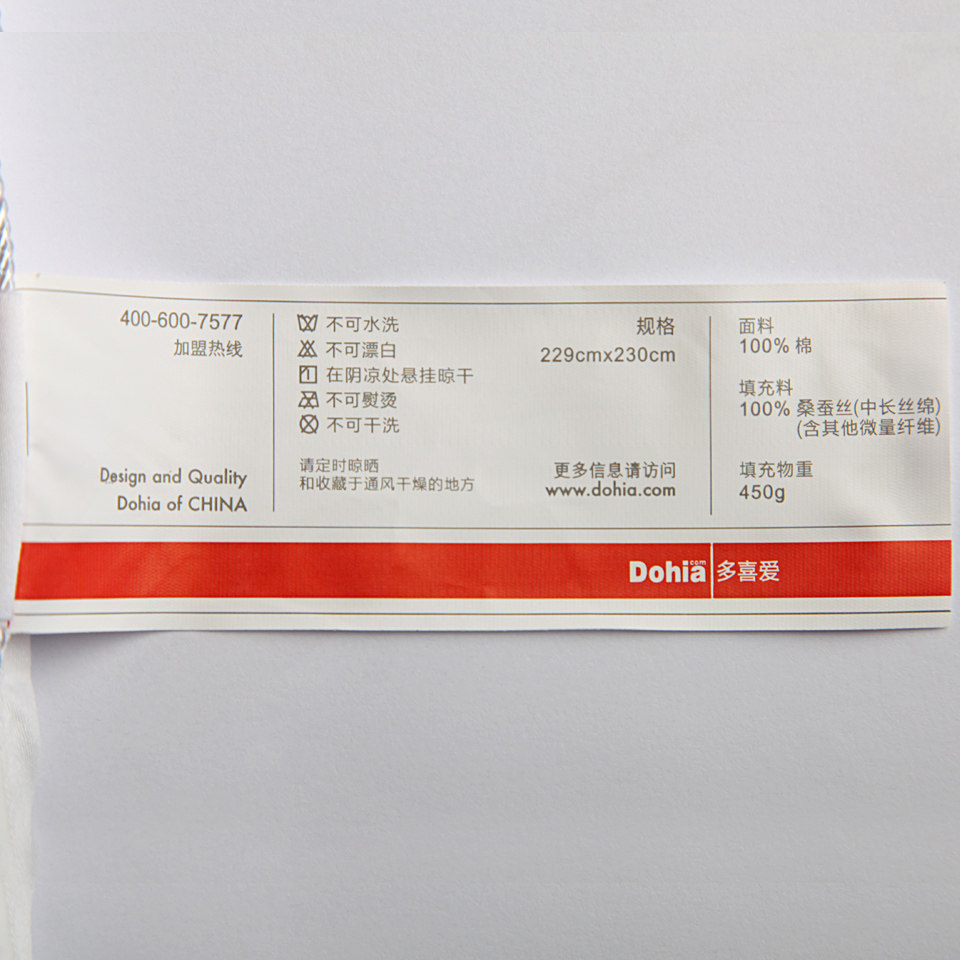 400-600-7577
加盟热线
Design and Quality
Dohia of CHINA
不可水洗
不可漂白
在阴凉处悬挂晾干
不可熨烫
不可干洗
请定时晾晒
和收藏于通风干燥的地方
规格
229cmx230cm
更多信息请访问
www.dohia.com
面料
100% 棉
填充料
100% 桑蚕丝(中长丝绵)
(含其他微量纤维)
填充物重
450g
Dohia.com 多喜爱